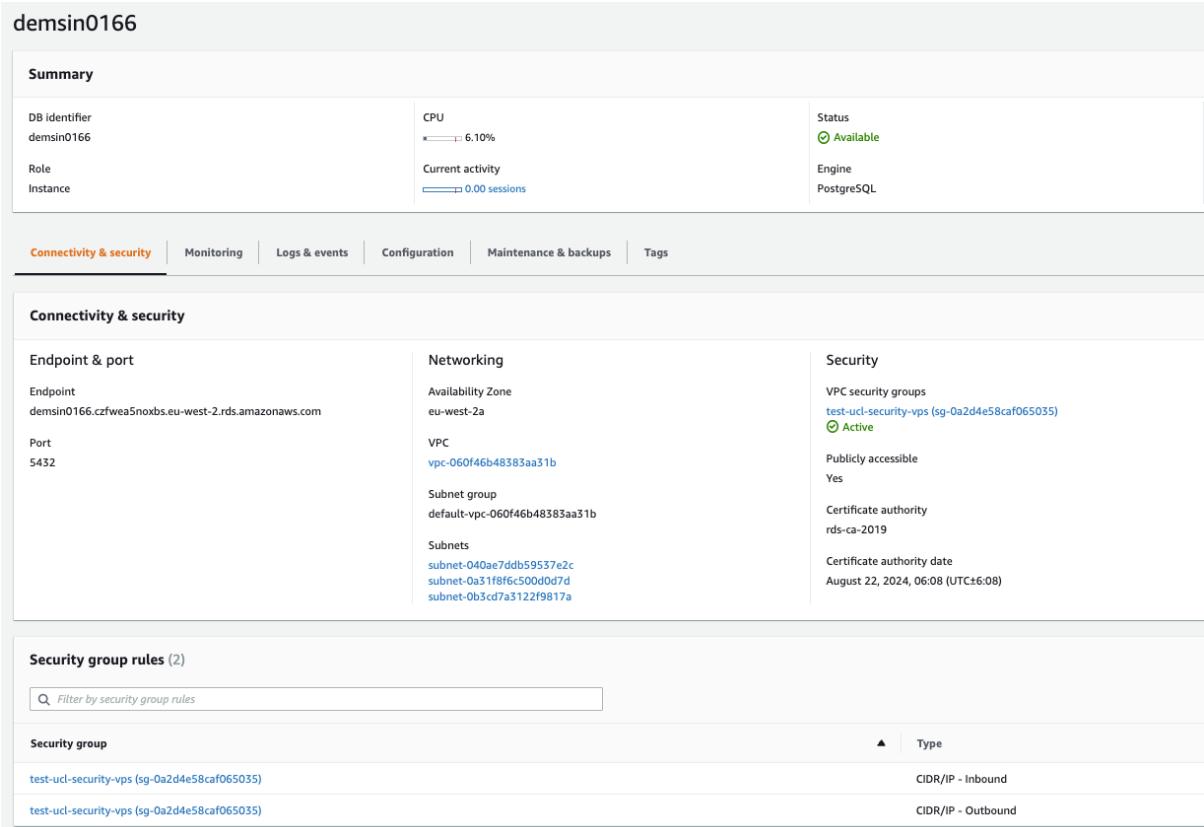 demsin0166
Summary
DB identifier
demsin0166
Role
Instance
CPU
6.10%
Current activity
0.00 sessions
Status
Available
Engine
PostgreSQL
Connectivity & security
Monitoring
Logs & events
Configuration
Maintenance & backups
Tags
Connectivity & security
Endpoint & port
Endpoint
demsin0166.czfwea5noxbs.eu-west-2.rds.amazonaws.com
Port
5432
Networking
Availability Zone
eu-west-2a
VPC
vpc-060f46b48383aa31b
Subnet group
default-vpc-060f46b48383aa31b
Subnets
subnet-040ae7ddb59537e2c
subnet-0a31f8f6c500d0d7d
subnet-0b3cd7a3122f9817a
Security
VPC security groups
test-ucl-security-vps (sg-0a2d4e58caf065035)
Active
Publicly accessible
Yes
Certificate authority
rds-ca-2019
Certificate authority date
August 22, 2024, 06:08 (UTC±6:08)
Security group rules (2)
Filter by security group rules
Security group
Type
test-ucl-security-vps (sg-0a2d4e58caf065035)
CIDR/IP - Inbound
test-ucl-security-vps (sg-0a2d4e58caf065035)
CIDR/IP - Outbound